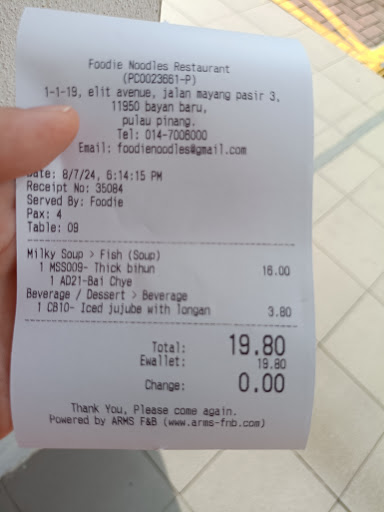 Foodie Noodles Restaurant
(PC0023661-P)
1-1-19, elit avenue, jalan mayang pasir 3,
11950 bayan baru,
pulau pinang.
Tel: 014-7006000
Email: foodienoodles@gmail.com
Date: 8/7/24, 6:14:15 PM
Receipt No: 35084
Served By: Foodie
Pax: 4
Table: 09
Milky Soup > Fish (Soup)
1 MSS009- Thick bihun 16.00
1 AD21-Bai Chye
Beverage / Dessert > Beverage
1 CB10- Iced jujube with longan 3.80
Total: 19.80
Ewallet: 19.80
Change: 0.00
Thank You, Please come again.
Powered by ARMS F&B (www.arms-fnb.com)